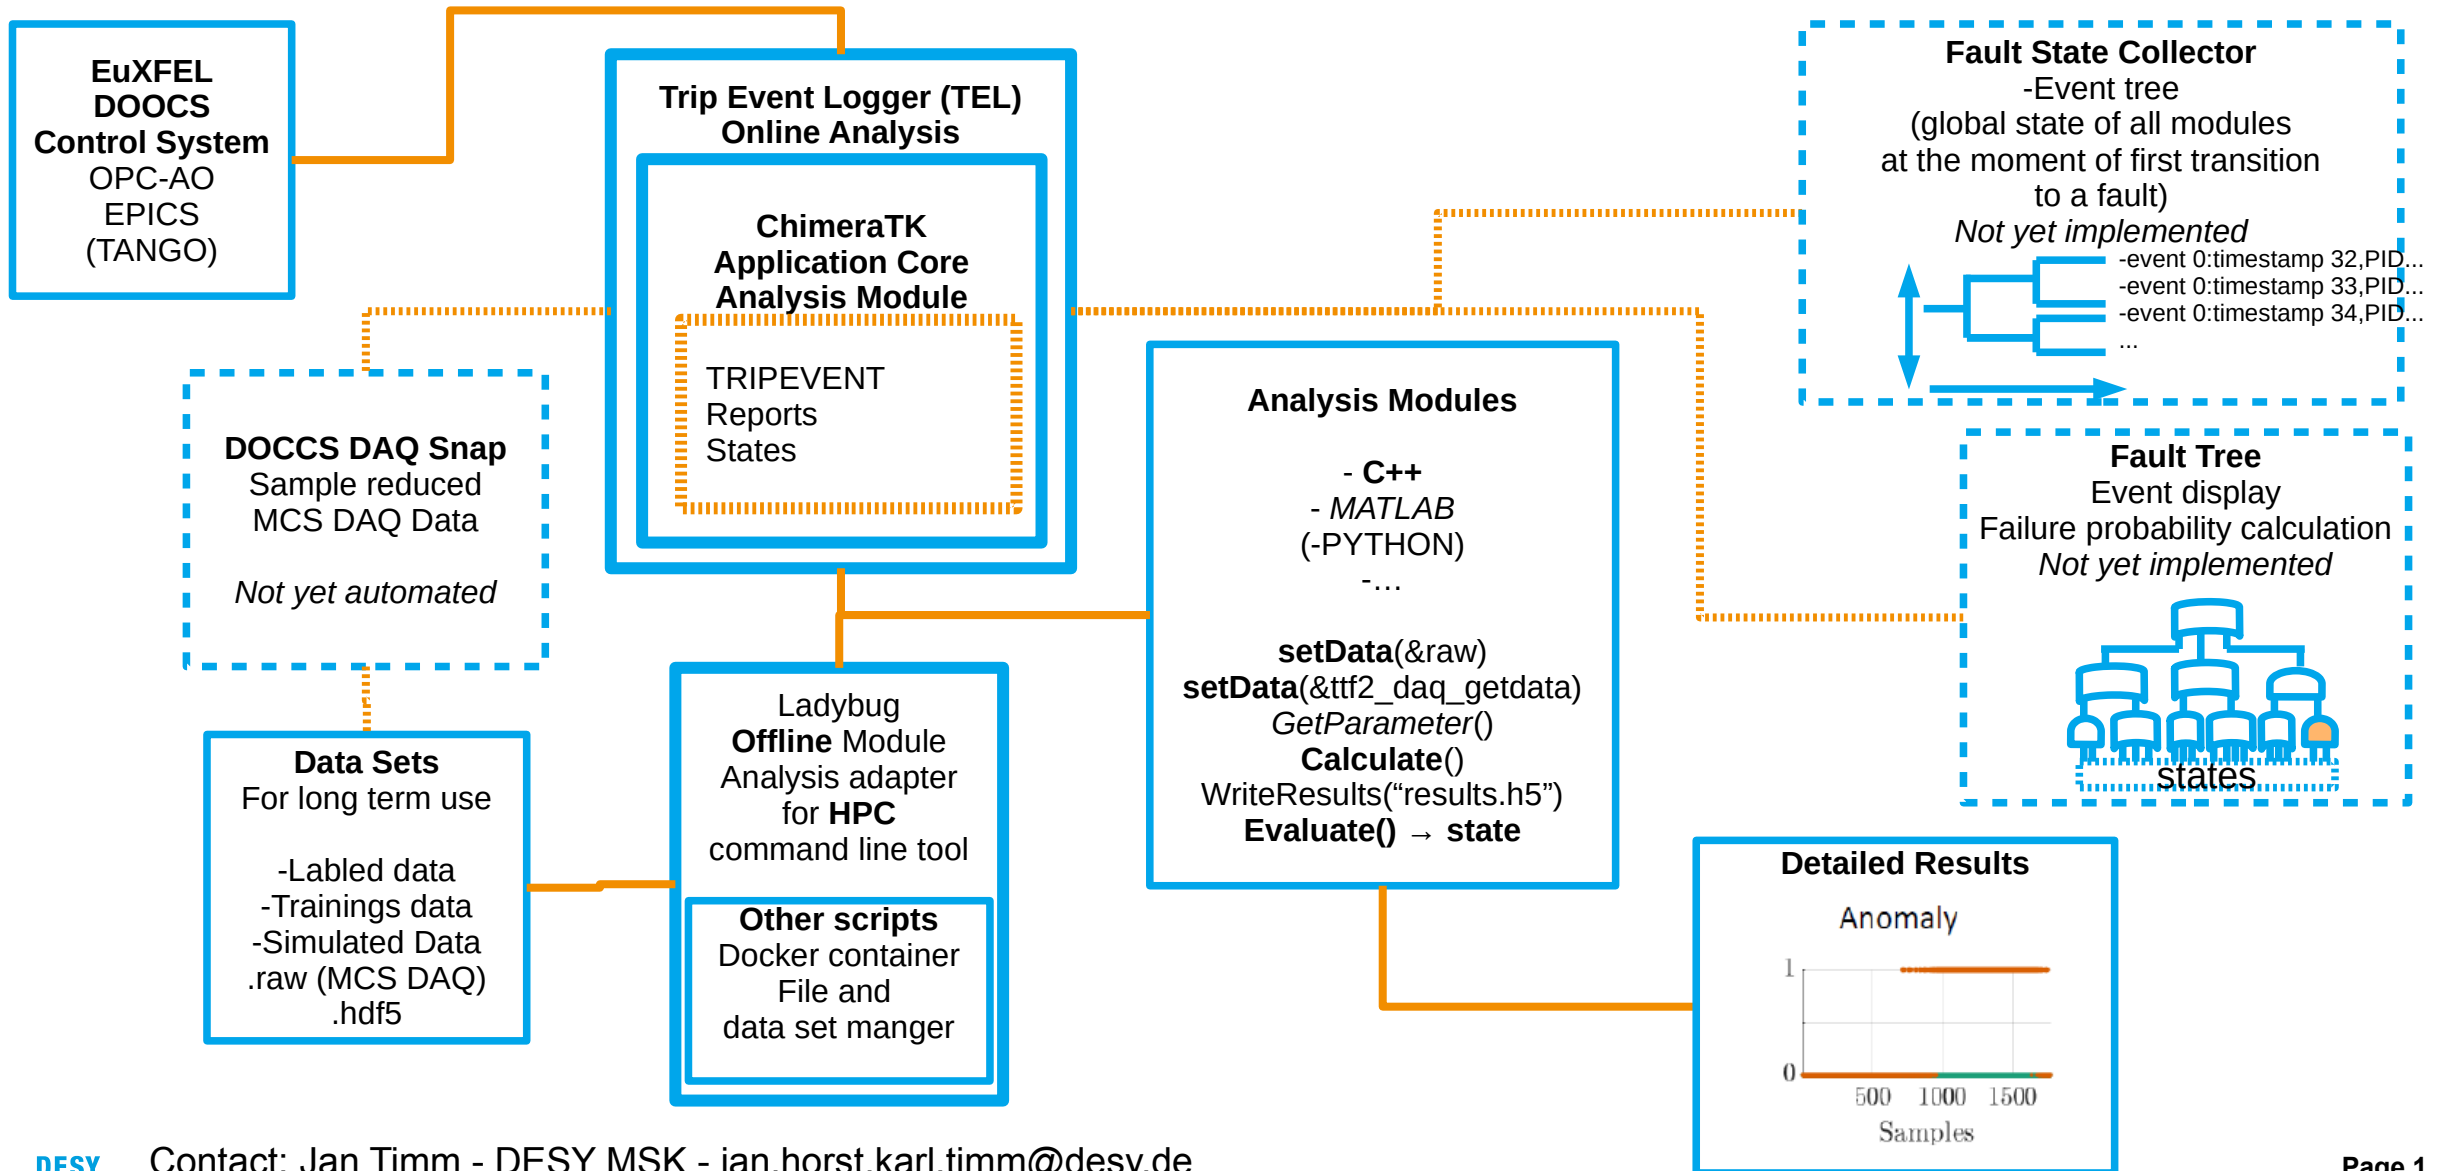 EuXFEL
DOOCS
Control System
OPC-AO
EPICS
(TANGO)
Trip Event Logger (TEL)
Online Analysis
ChimeraTK
Application Core
Analysis Module
TRIPEVENT
Reports
States
Fault State Collector
-Event tree
(global state of all modules
at the moment of first transition
to a fault)
Not yet implemented
-event 0:timestamp 32,PID...
-event 0:timestamp 33,PID...
-event 0:timestamp 34,PID...
...
DOCCS DAQ Snap
Sample reduced
MCS DAQ Data
Not yet automated
Analysis Modules
- C++
- MATLAB
(-PYTHON)
-…
setData(&raw)
setData(&ttf2_daq_getdata)
GetParameter()
Calculate()
WriteResults(“results.h5”)
Evaluate() → state
Fault Tree
Event display
Failure probability calculation
Not yet implemented
states
Data Sets
For long term use
-Labled data
-Trainings data
-Simulated Data
.raw (MCS DAQ)
.hdf5
Ladybug
Offline Module
Analysis adapter
for HPC
command line tool
Other scripts
Docker container
File and
data set manger
Detailed Results
Anomaly
1
0
500 1000 1500
Samples
DESY
Contact: Jan Timm - DESY MSK - jan.horst.karl.timm@desy.de
Page 1